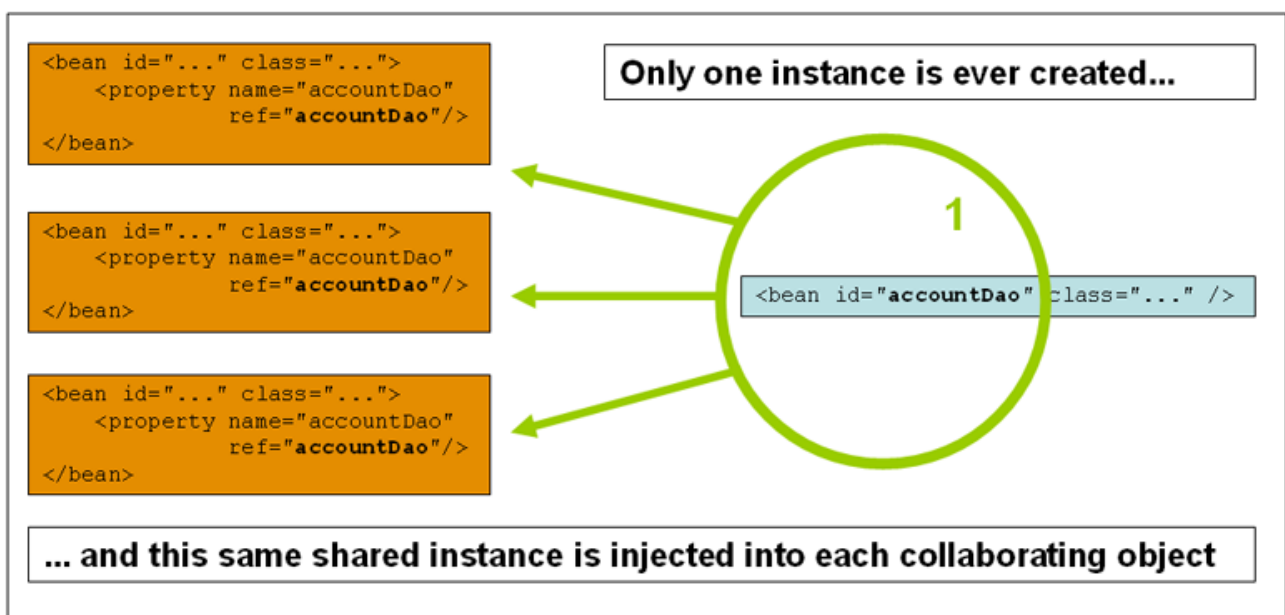 <bean id="..." class="...">
<property name="accountDao"
ref="accountDao"/>
</bean>
Only one instance is ever created...
<bean id="..." class="...">
<property name="accountDao"
ref="accountDao"/>
</bean>
1
<bean id="accountDao" class="..." />
<bean id="..." class="...">
<property name="accountDao"
ref="accountDao"/>
</bean>
... and this same shared instance is injected into each collaborating object